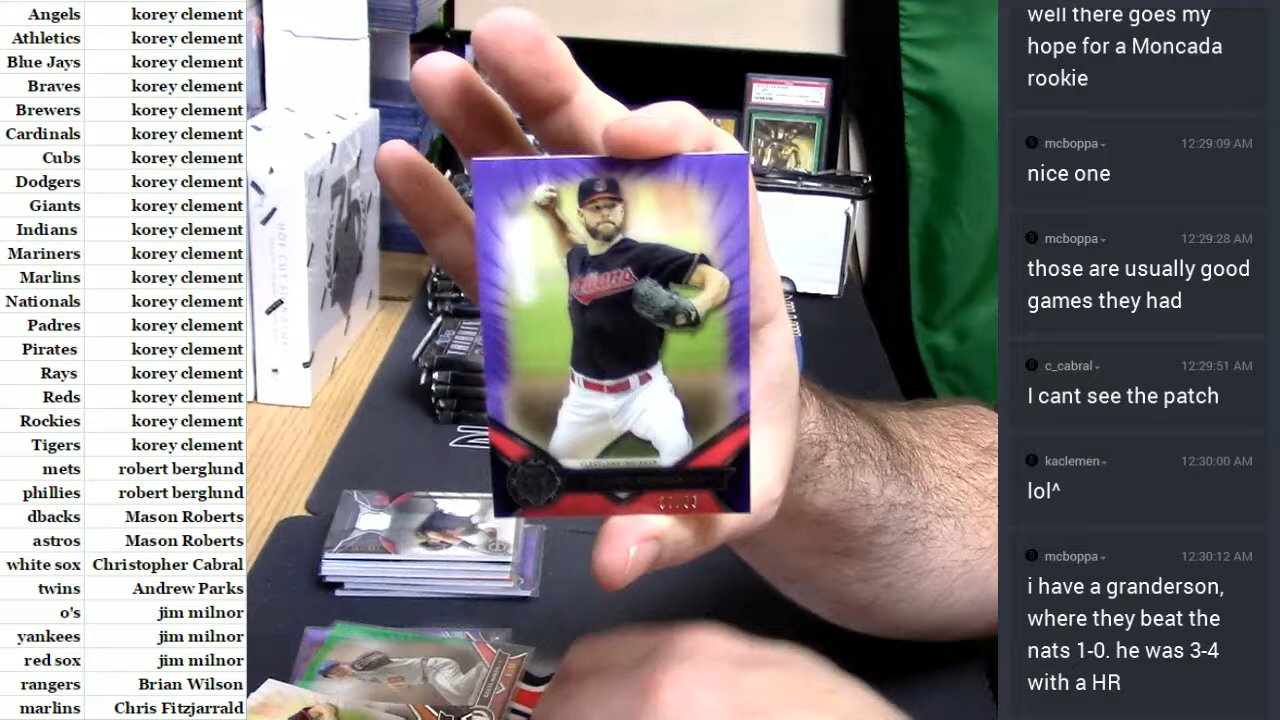 Angels korey clement
Athletics korey clement
Blue Jays korey clement
Braves korey clement
Brewers korey clement
Cardinals korey clement
Cubs korey clement
Dodgers korey clement
Giants korey clement
Indians korey clement
Mariners korey clement
Marlins korey clement
Nationals korey clement
Padres korey clement
Pirates korey clement
Rays korey clement
Reds korey clement
Rockies korey clement
Tigers korey clement
mets robert berglund
phillies robert berglund
dbacks Mason Roberts
astros Mason Roberts
white sox Christopher Cabral
twins Andrew Parks
o's jim milnor
yankees jim milnor
red sox jim milnor
rangers Brian Wilson
marlins Chris Fitzjarrald
Indians
CLEVELAND INDIANS
well there goes my
hope for a Moncada
rookie
mcboppa 12:29:09 AM
nice one
mcboppa 12:29:28 AM
those are usually good
games they had
c_cabral 12:29:51 AM
I cant see the patch
kaclemen 12:30:00 AM
lol^
mcboppa 12:30:12 AM
i have a granderson,
where they beat the
nats 1-0. he was 3-4
with a HR